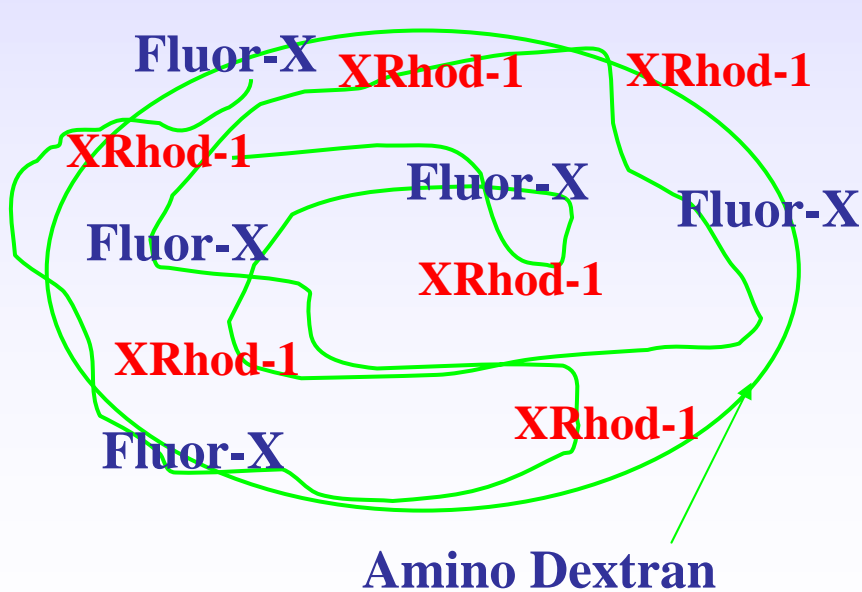 Fluor-X
XRhod-1
XRhod-1
XRhod-1
Fluor-X
Fluor-X
Fluor-X
XRhod-1
XRhod-1
XRhod-1
Fluor-X
Amino Dextran